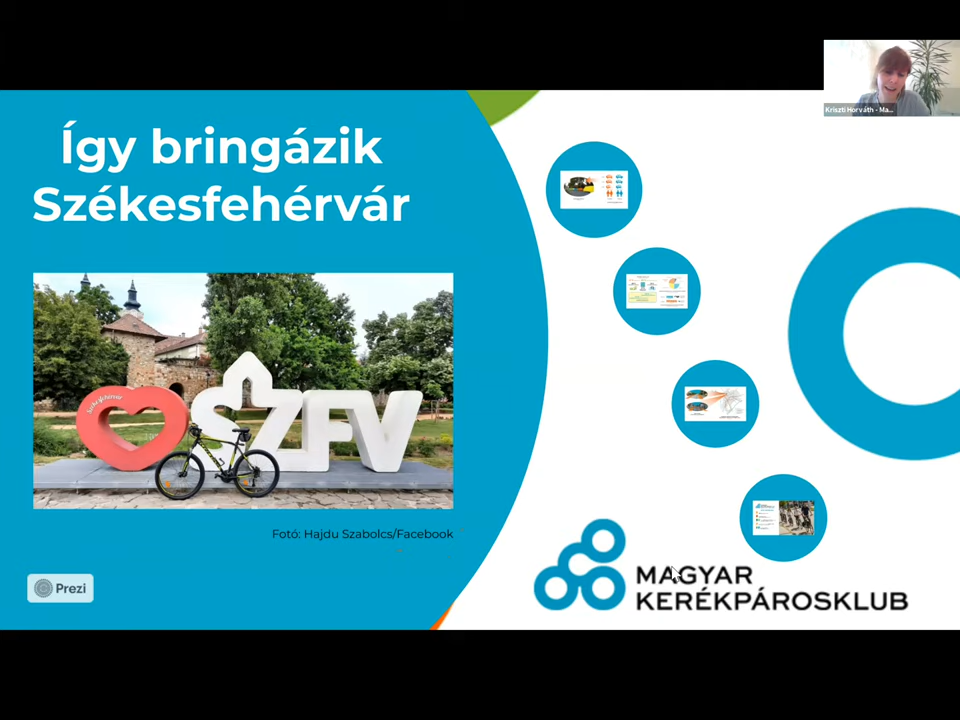 Kriszti Horváth - Ma...
Így bringázik
Székesfehérvár
Székesfehérvár
SZFV
Fotó: Hajdu Szabolcs/Facebook
Prezi
MAGYAR
KERÉKPÁROSKLUB